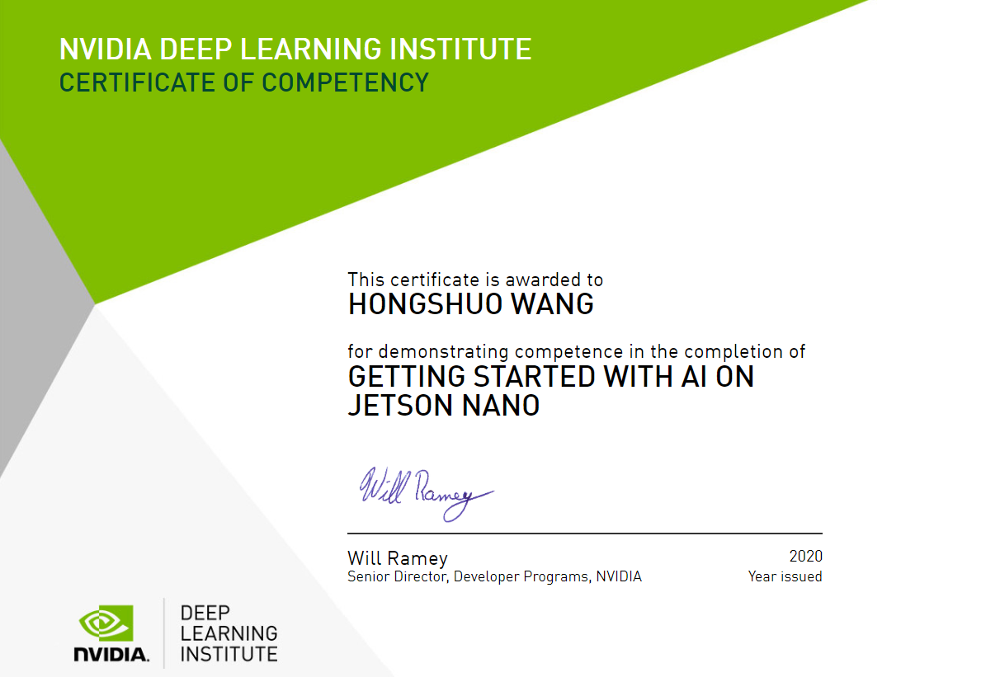 NVIDIA DEEP LEARNING INSTITUTE
CERTIFICATE OF COMPETENCY
This certificate is awarded to
HONGSHUO WANG
for demonstrating competence in the completion of
GETTING STARTED WITH AI ON
JETSON NANO
Will Ramey
Will Ramey
2020
Senior Director, Developer Programs, NVIDIA
Year issued
NVIDIA.
DEEP
LEARNING
INSTITUTE